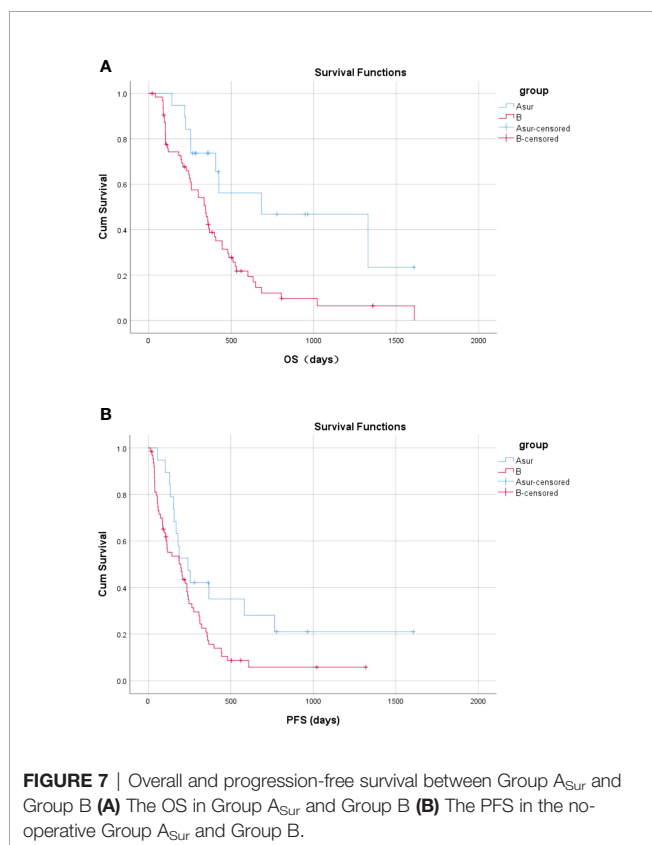 A
Survival Functions
group
Asur
B
Asur-censored
B-censored
Cum Survival
1.0
0.8
0.6
0.4
0.2
0.0
0
500
1000
1500
2000
OS（days）
B
Survival Functions
group
Asur
B
Asur-censored
B-censored
Cum Survival
1.0
0.8
0.6
0.4
0.2
0.0
0
500
1000
1500
2000
PFS (days)
FIGURE 7 | Overall and progression-free survival between Group ASur and
Group B (A) The OS in Group ASur and Group B (B) The PFS in the no-
operative Group ASur and Group B.